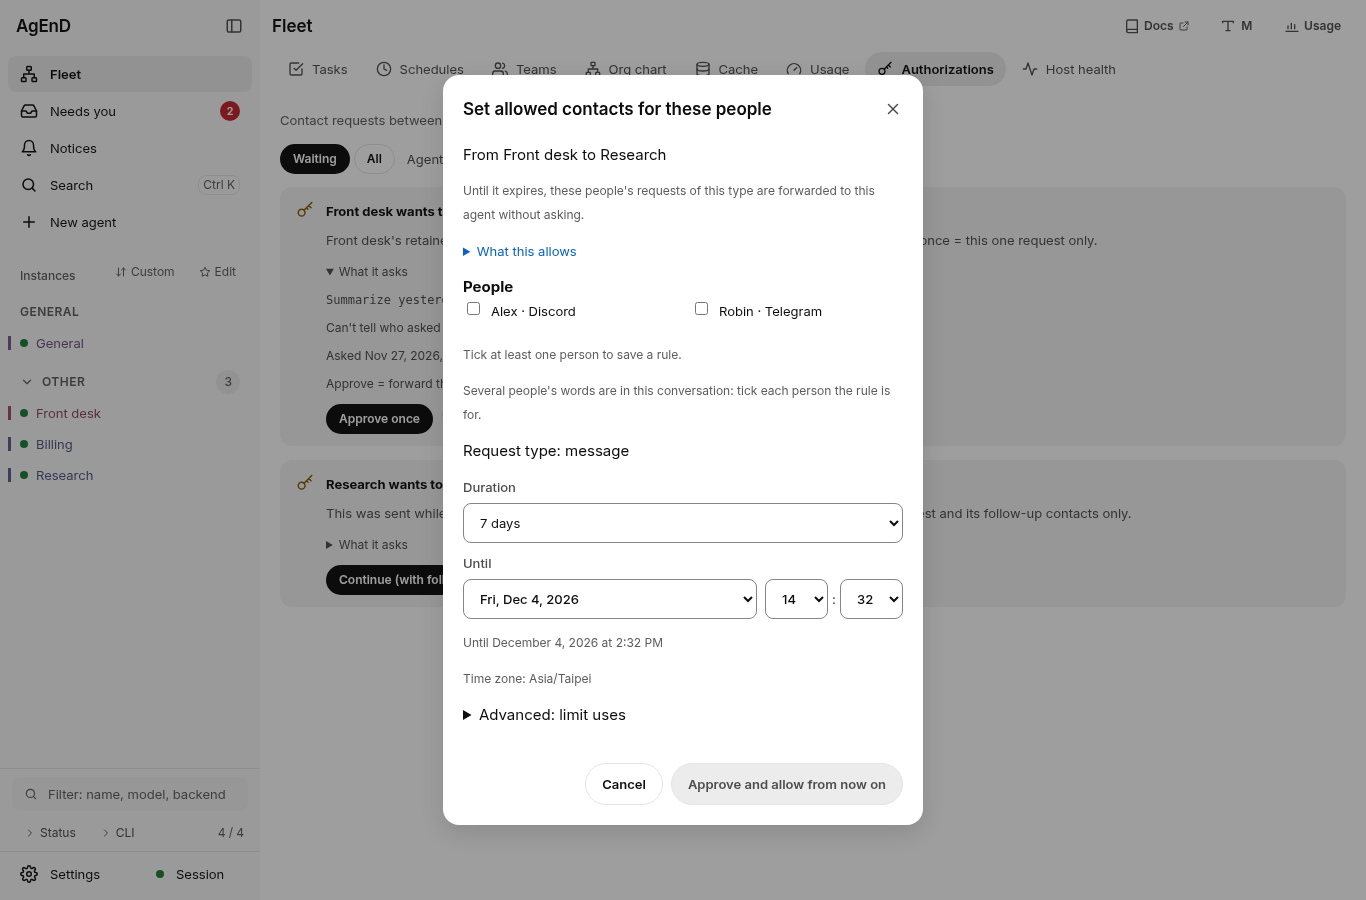 AgEnD
Fleet
Needs you
2
Notices
Search
Ctrl K
New agent
Instances
Custom
Edit
GENERAL
General
OTHER
3
Front desk
Billing
Research
Filter: name, model, backend
Status
CLI
4 / 4
Settings
Session
Fleet
Docs
M
Usage
Tasks
Schedules
Teams
Org chart
Cache
Usage
Authorizations
Host health
Contact requests between
Waiting
All
Agent
Front desk wants t
Front desk's retaine
once = this one request only.
What it asks
Summarize yester
Can't tell who asked
Asked Nov 27, 2026,
Approve = forward th
Approve once
Research wants to
This was sent while
st and its follow-up contacts only.
What it asks
Continue (with foll
Set allowed contacts for these people
From Front desk to Research
Until it expires, these people's requests of this type are forwarded to this
agent without asking.
What this allows
People
Alex · Discord
Robin · Telegram
Tick at least one person to save a rule.
Several people's words are in this conversation: tick each person the rule is
for.
Request type: message
Duration
7 days
Until
Fri, Dec 4, 2026
14
:
32
Until December 4, 2026 at 2:32 PM
Time zone: Asia/Taipei
Advanced: limit uses
Cancel
Approve and allow from now on